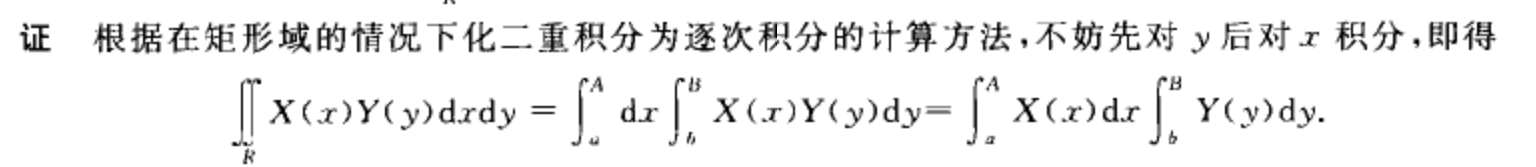 证 根据在矩形域的情况下化二重积分为逐次积分的计算方法,不妨先对 y 后对 x 积分,即得
∬_R X(x)Y(y)dxdy = ∫_a^A dx ∫_b^B X(x)Y(y)dy = ∫_a^A X(x)dx ∫_b^B Y(y)dy.